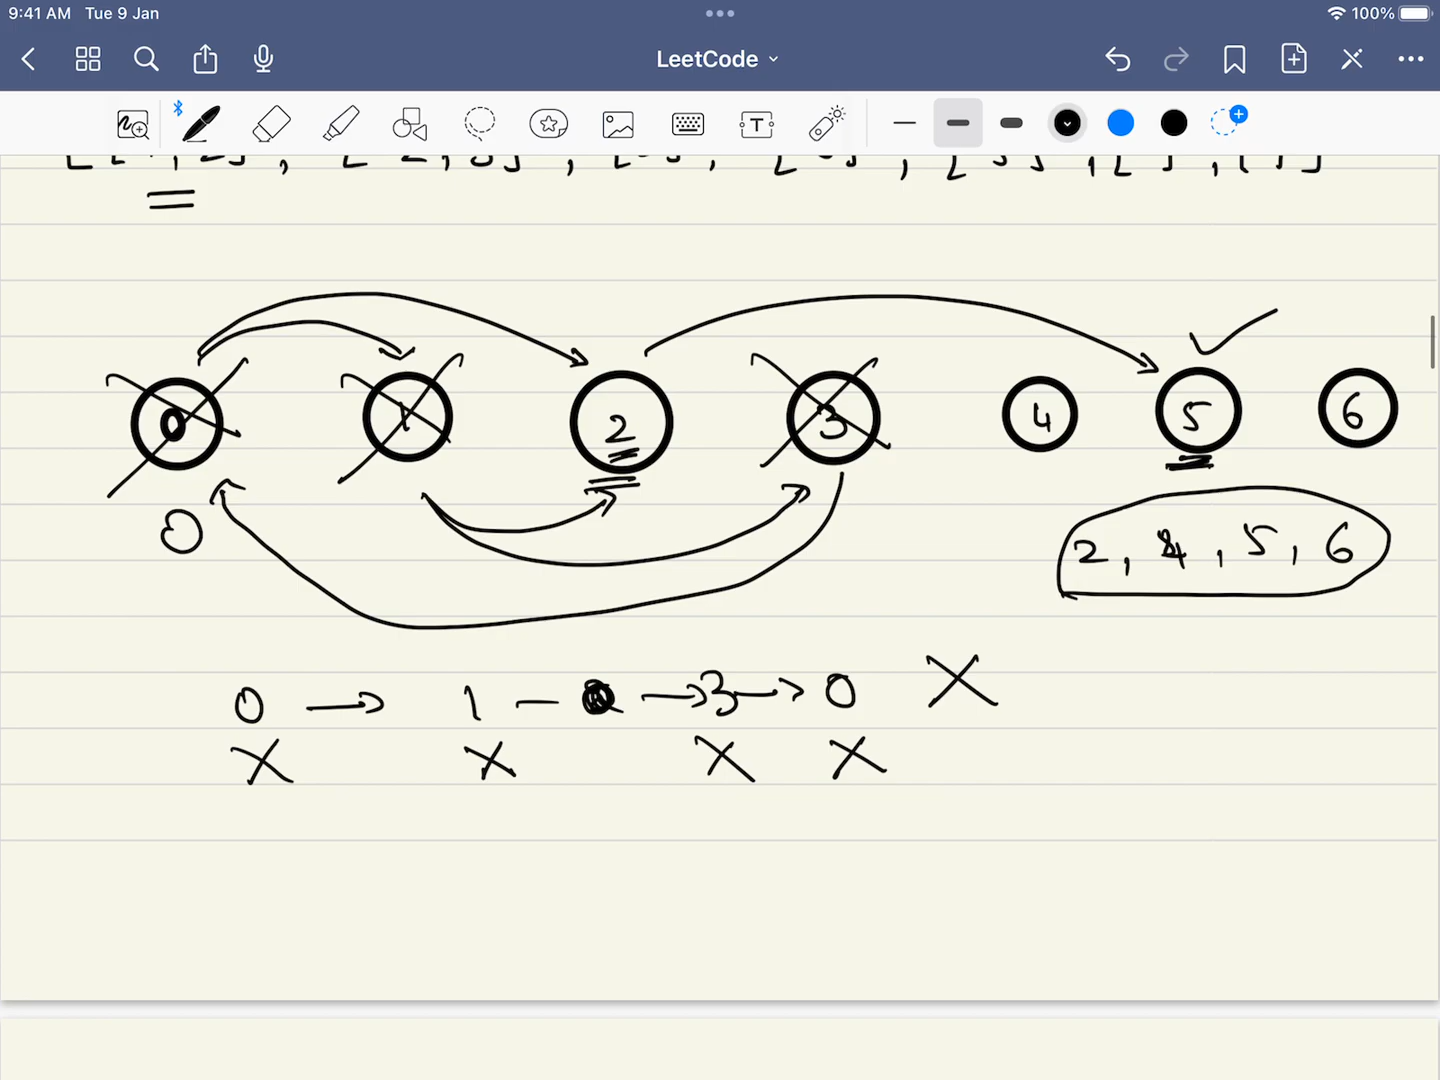 9:41 AM Tue 9 Jan 100%
LeetCode
T
0 1 2 3 4 5 6
0
2, 4, 5, 6
0 → 1 — → 3 → 0 X
X X X X